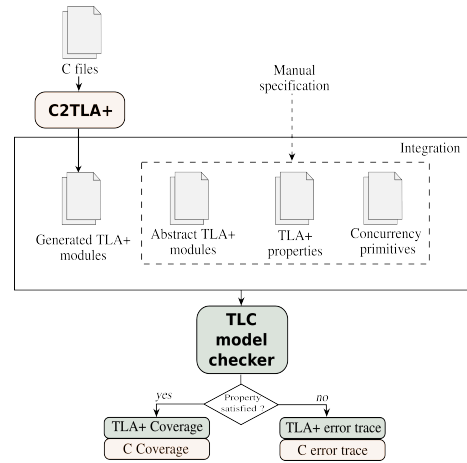 C files
C2TLA+
Manual
specification
Integration
Generated TLA+
modules
Abstract TLA+
modules
TLA+
properties
Concurrency
primitives
TLC
model
checker
Property
satisfied ?
yes
no
TLA+ Coverage
C Coverage
TLA+ error trace
C error trace